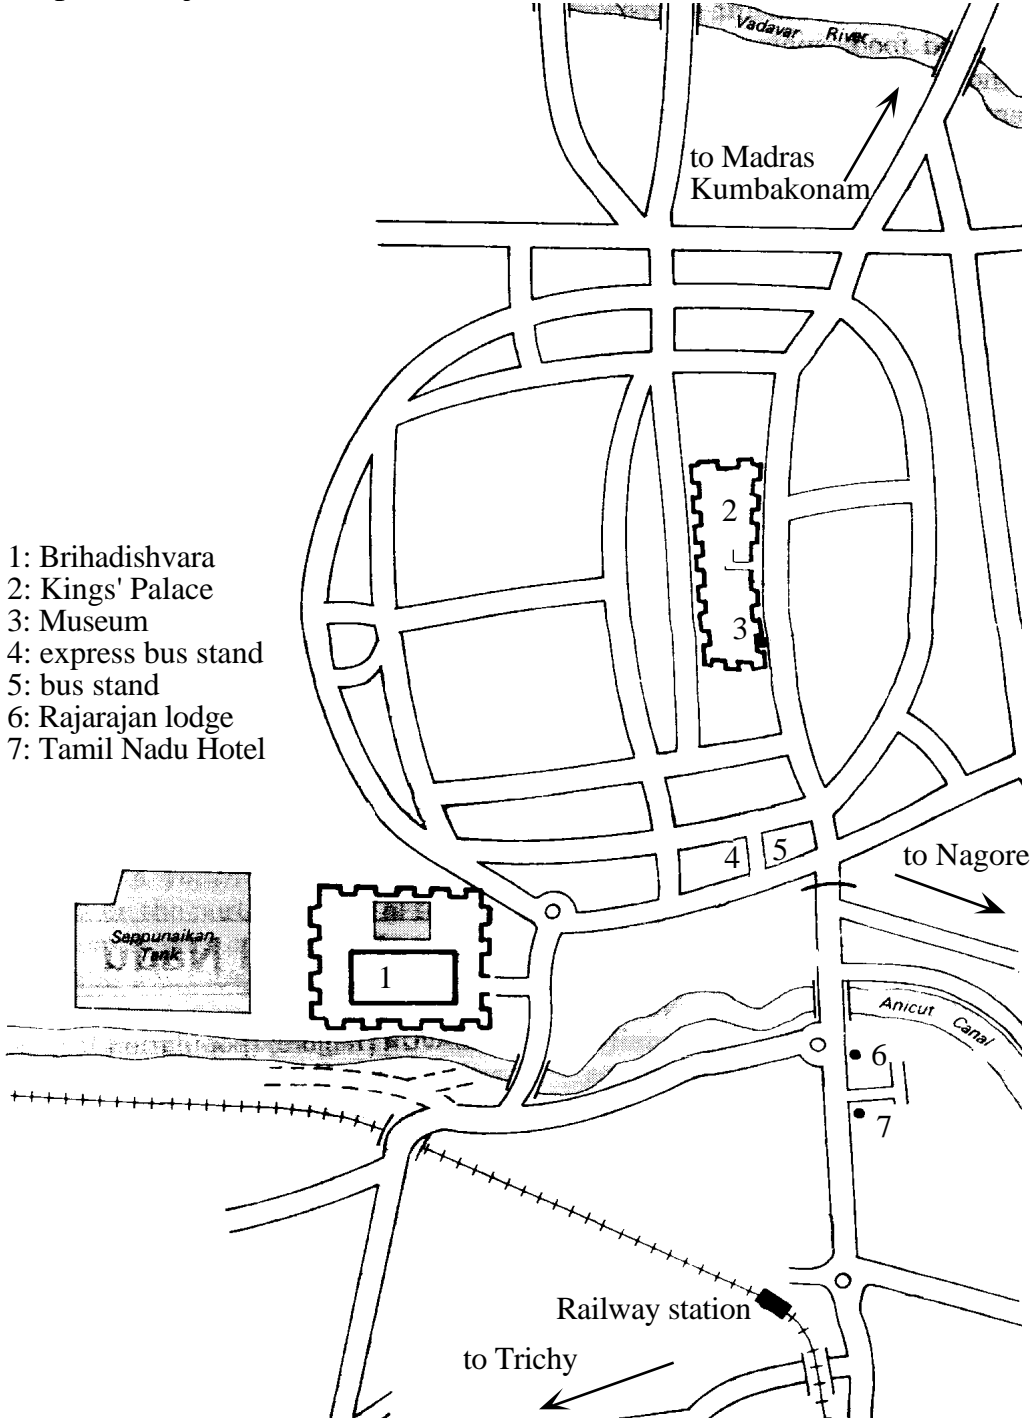 Vadavar River
to Madras
Kumbakonam
2
3
1: Brihadishvara
2: Kings' Palace
3: Museum
4: express bus stand
5: bus stand
6: Rajarajan lodge
7: Tamil Nadu Hotel
4
5
to Nagore
Seppunaikan
Tank
1
Anicut Canal
6
7
Railway station
to Trichy